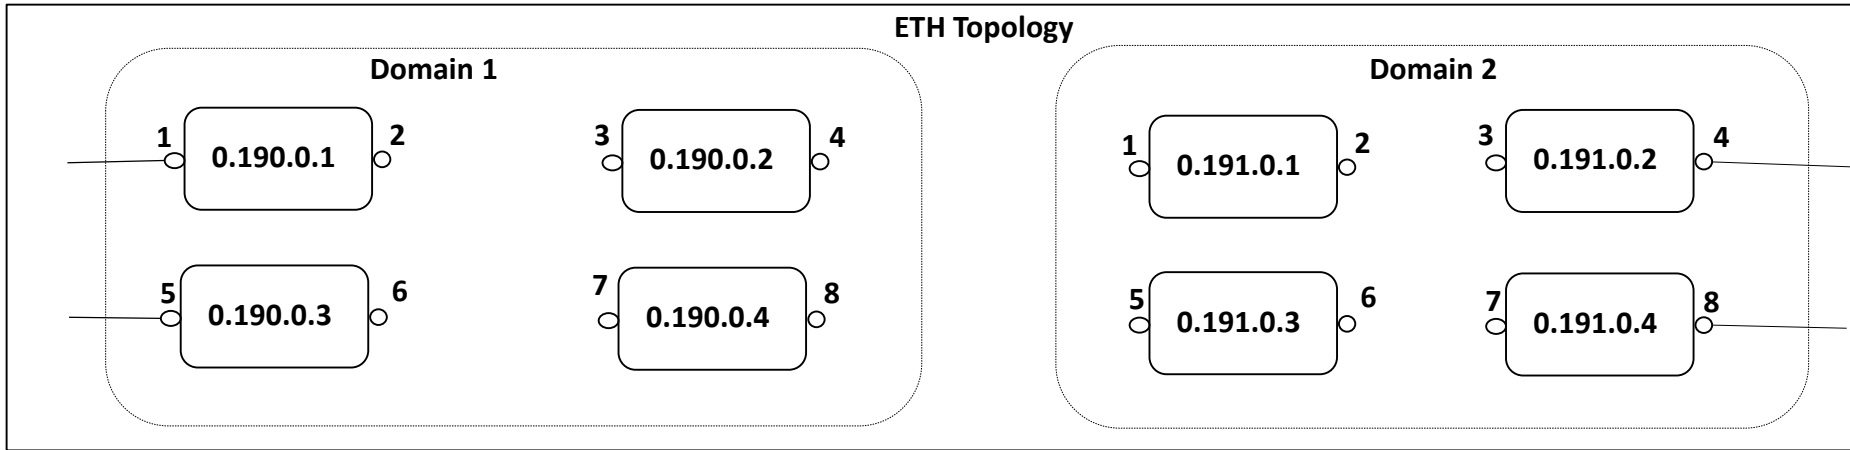 ETH Topology
Domain 1
1 0.190.0.1 2
3 0.190.0.2 4
5 0.190.0.3 6
7 0.190.0.4 8
Domain 2
1 0.191.0.1 2
3 0.191.0.2 4
5 0.191.0.3 6
7 0.191.0.4 8